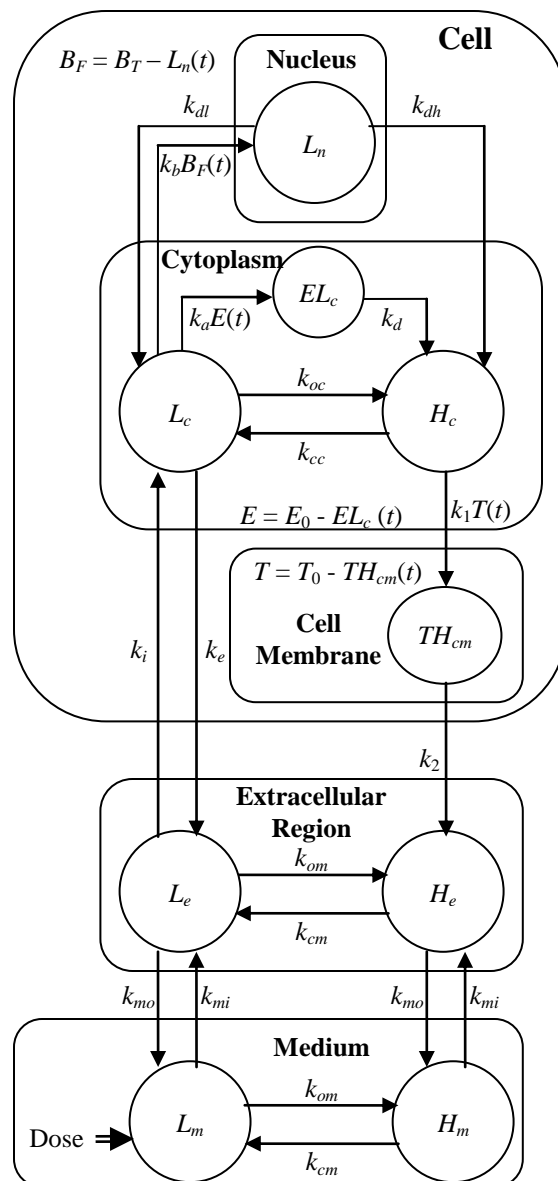 Cell
B_F = B_T – L_n(t)
Nucleus
k_dl
k_dh
k_bB_F(t)
L_n
Cytoplasm
EL_c
k_aE(t)
k_d
L_c
k_oc
H_c
k_cc
E = E_0 - EL_c (t)
k_1T(t)
T = T_0 - TH_cm(t)
Cell
Membrane
TH_cm
k_i
k_e
k_2
Extracellular
Region
L_e
k_om
H_e
k_cm
k_mo
k_mi
k_mo
k_mi
Medium
k_om
Dose
L_m
H_m
k_cm